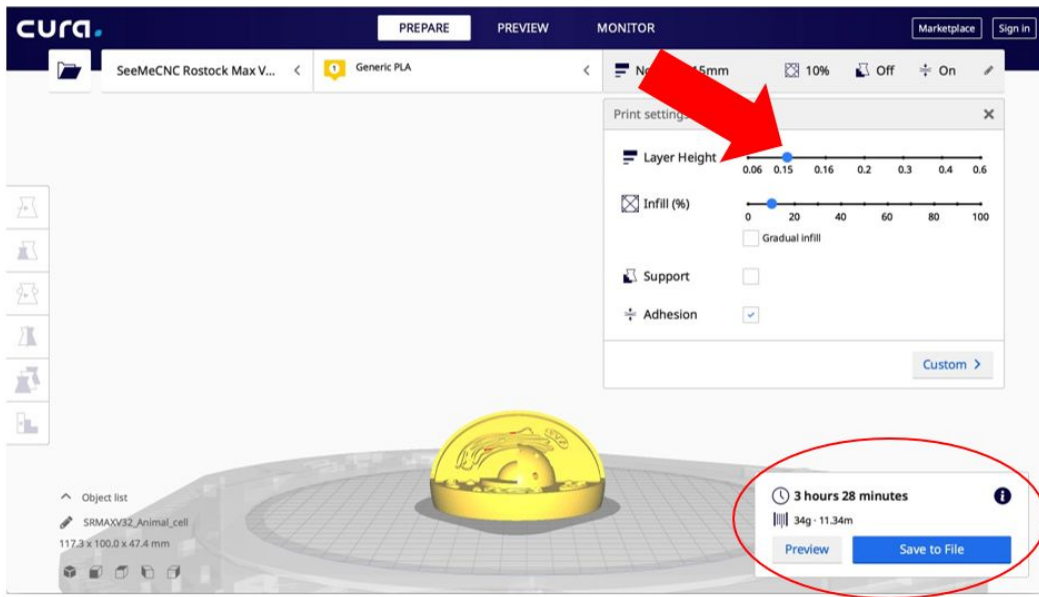 cura.
PREPARE PREVIEW MONITOR
Marketplace Sign in
SeeMeCNC Rostock Max V... Generic PLA 5mm 10% Off On
Print settings
Layer Height
0.06 0.15 0.16 0.2 0.3 0.4 0.6
Infill (%)
0 20 40 60 80 100
Gradual infill
Support
Adhesion
Custom
Object list
SRMAXV32_Animal_cell
117.3 x 100.0 x 47.4 mm
3 hours 28 minutes
34g · 11.34m
Preview Save to File